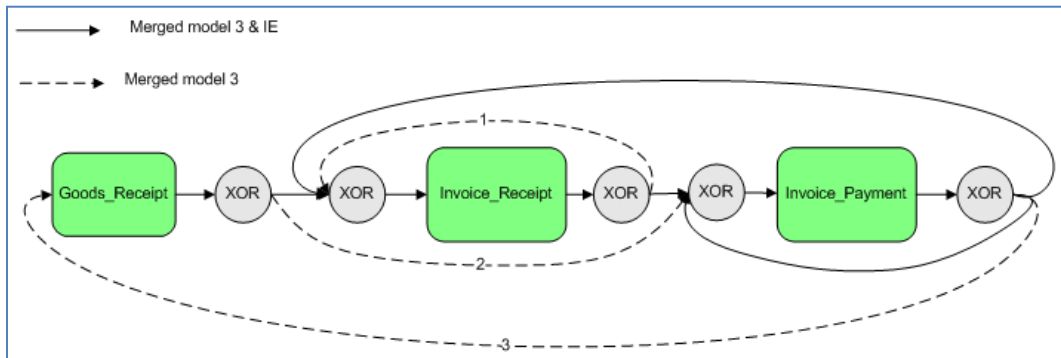 Merged model 3 & IE
Merged model 3
1
Goods_Receipt
XOR
XOR
Invoice_Receipt
XOR
XOR
Invoice_Payment
XOR
2
3